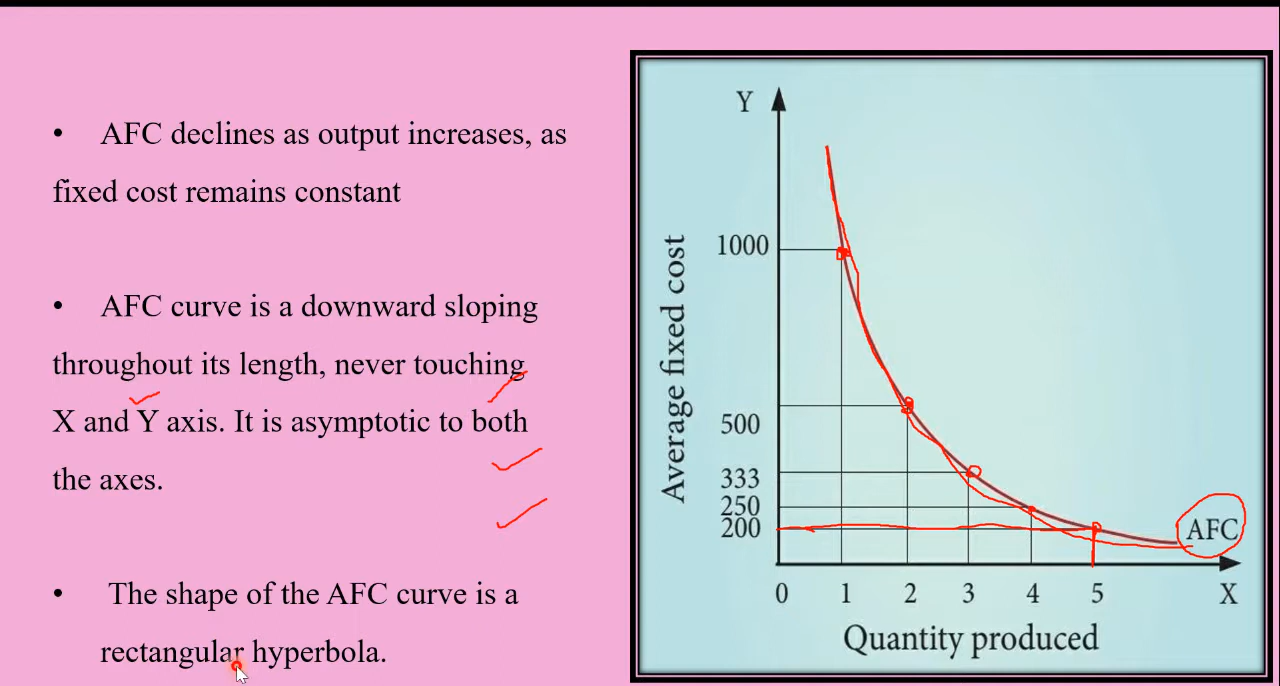 • AFC declines as output increases, as
fixed cost remains constant
• AFC curve is a downward sloping
throughout its length, never touching
X and Y axis. It is asymptotic to both
the axes.
• The shape of the AFC curve is a
rectangular hyperbola.
Y
Average fixed cost
1000
500
333
250
200
AFC
0 1 2 3 4 5 X
Quantity produced